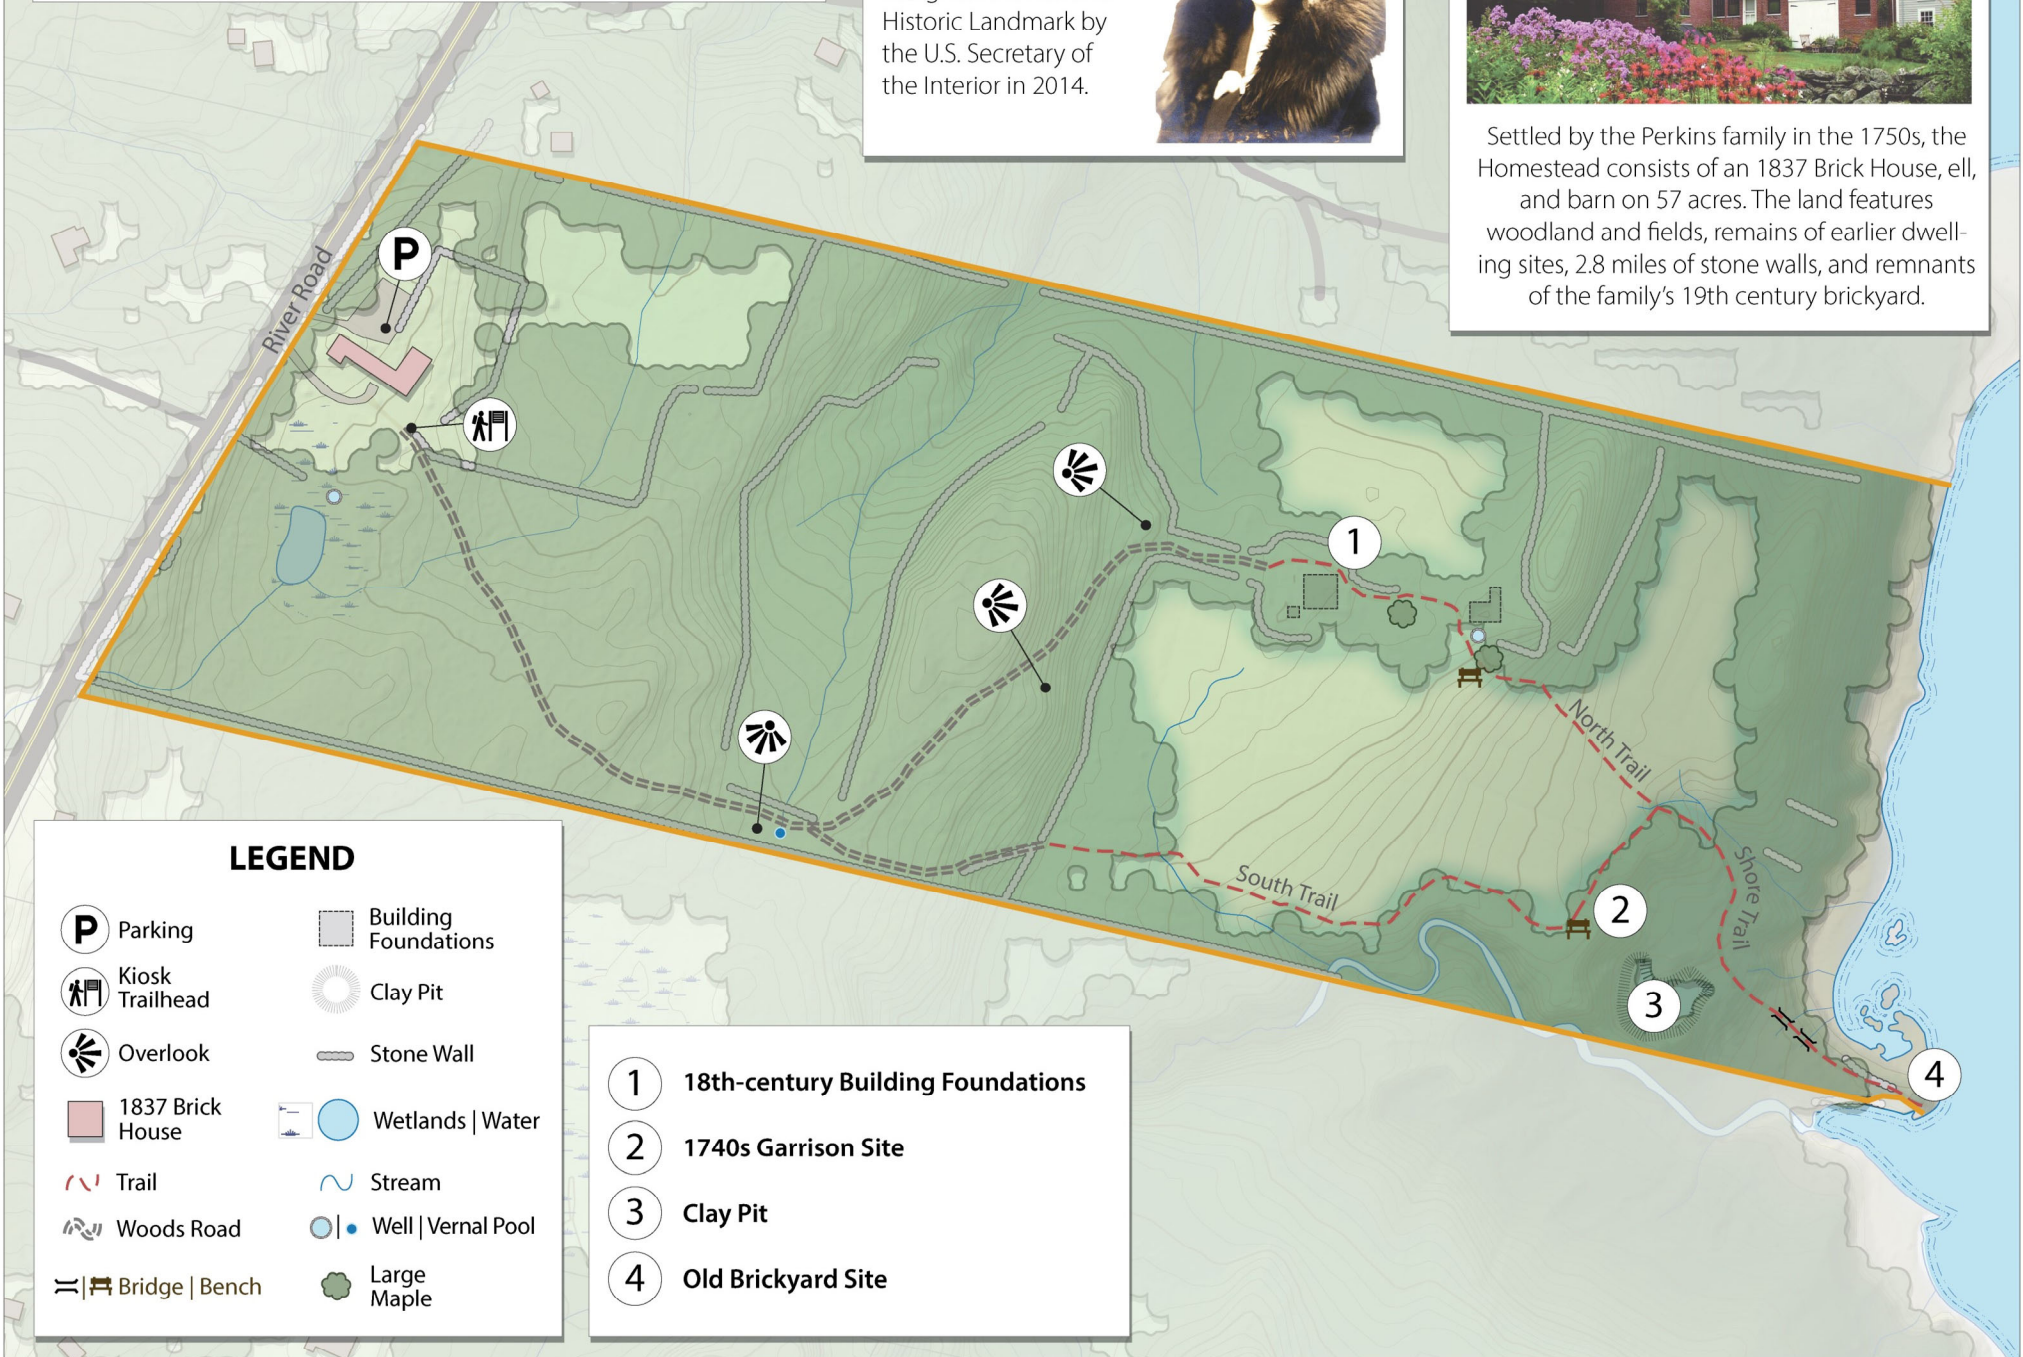 Historic Landmark by
the U.S. Secretary of
the Interior in 2014.
Settled by the Perkins family in the 1750s, the
Homestead consists of an 1837 Brick House, ell,
and barn on 57 acres. The land features
woodland and fields, remains of earlier dwell-
ing sites, 2.8 miles of stone walls, and remnants
of the family's 19th century brickyard.
P
River Road
1
North Trail
South Trail
Shore Trail
2
3
4
LEGEND
P Parking
Kiosk
Trailhead
Overlook
1837 Brick
House
Trail
Woods Road
Bridge | Bench
Building
Foundations
Clay Pit
Stone Wall
Wetlands | Water
Stream
Well | Vernal Pool
Large
Maple
1 18th-century Building Foundations
2 1740s Garrison Site
3 Clay Pit
4 Old Brickyard Site